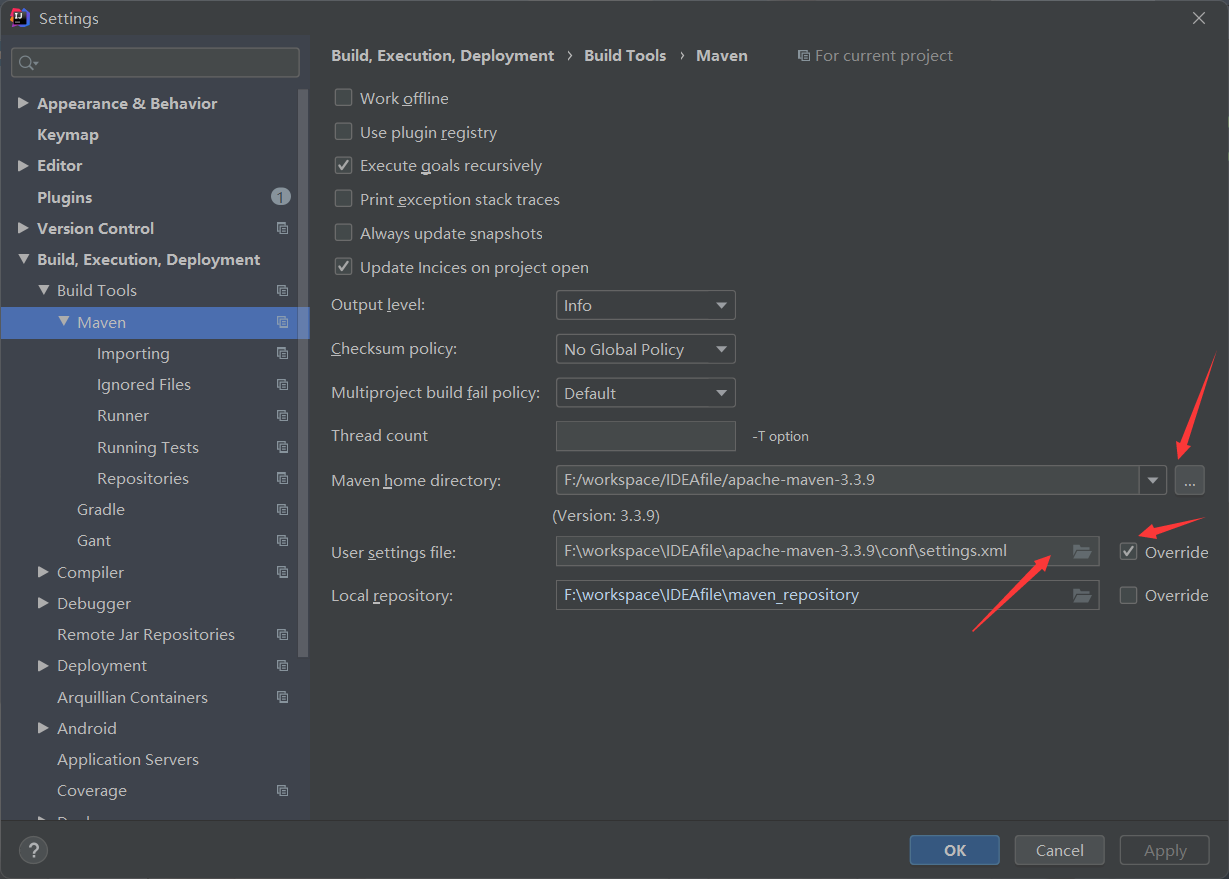 Settings
Build, Execution, Deployment › Build Tools › Maven For current project
Appearance & Behavior
Keymap
Editor
Plugins 1
Version Control
Build, Execution, Deployment
Build Tools
Maven
Importing
Ignored Files
Runner
Running Tests
Repositories
Gradle
Gant
Compiler
Debugger
Remote Jar Repositories
Deployment
Arquillian Containers
Android
Application Servers
Coverage
Work offline
Use plugin registry
Execute goals recursively
Print exception stack traces
Always update snapshots
Update Incices on project open
Output level: Info
Checksum policy: No Global Policy
Multiproject build fail policy: Default
Thread count -T option
Maven home directory: F:/workspace/IDEAfile/apache-maven-3.3.9 ...
(Version: 3.3.9)
User settings file: F:\workspace\IDEAfile\apache-maven-3.3.9\conf\settings.xml Override
Local repository: F:\workspace\IDEAfile\maven_repository Override
? OK Cancel Apply